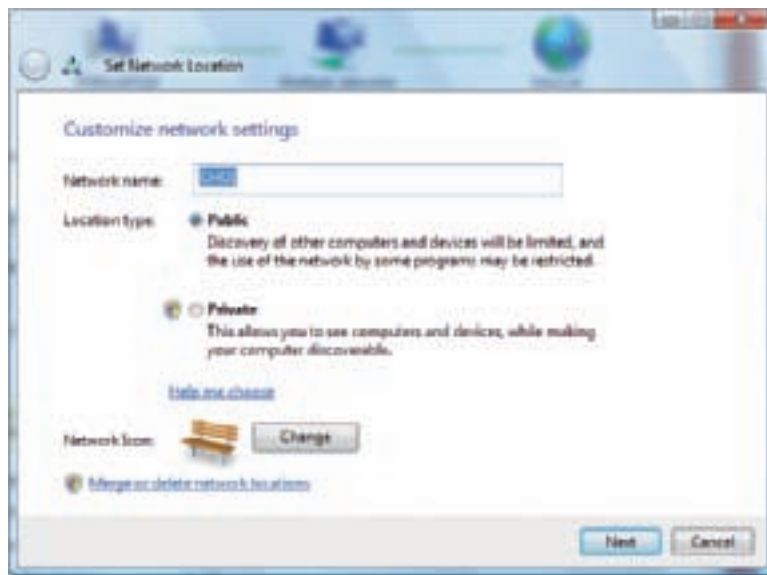 Set Network Location
Customize network settings
Network name:
Location type:
Public
Discovery of other computers and devices will be limited, and
the use of the network by some programs may be restricted.
Private
This allows you to see computers and devices, while making
your computer discoverable.
Help me choose
Network Icon:
Change
Merge or delete network locations
Next
Cancel